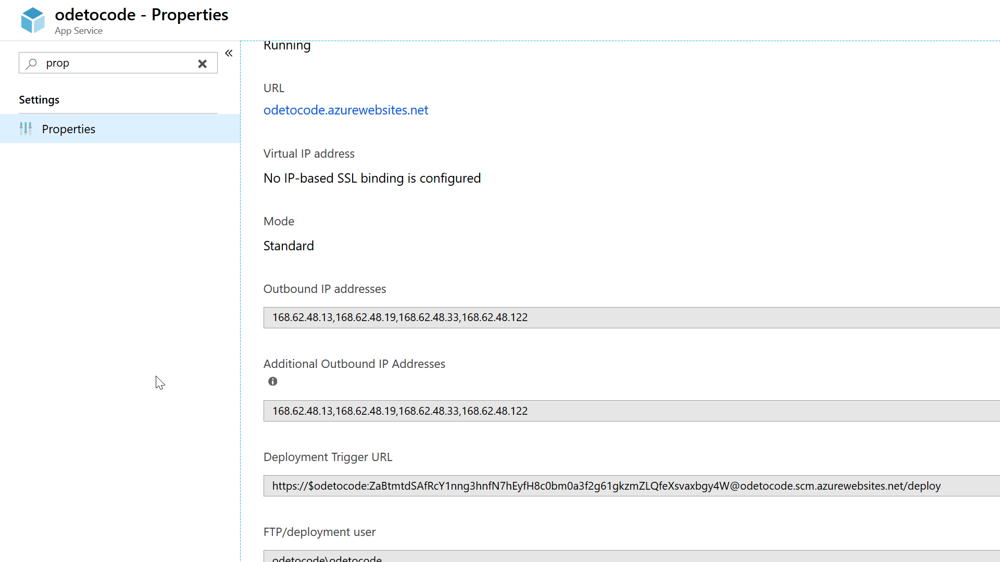 odetocode - Properties
App Service
prop
Settings
Properties
Running
URL
odetocode.azurewebsites.net
Virtual IP address
No IP-based SSL binding is configured
Mode
Standard
Outbound IP addresses
168.62.48.13,168.62.48.19,168.62.48.33,168.62.48.122
Additional Outbound IP Addresses
168.62.48.13,168.62.48.19,168.62.48.33,168.62.48.122
Deployment Trigger URL
https://$odetocode:ZaBtmtdSAfRcY1nng3hnfN7hEyfH8c0bm0a3f2g61gkzmZLQfeXsvaxbgy4W@odetocode.scm.azurewebsites.net/deploy
FTP/deployment user
odetocode\odetocode